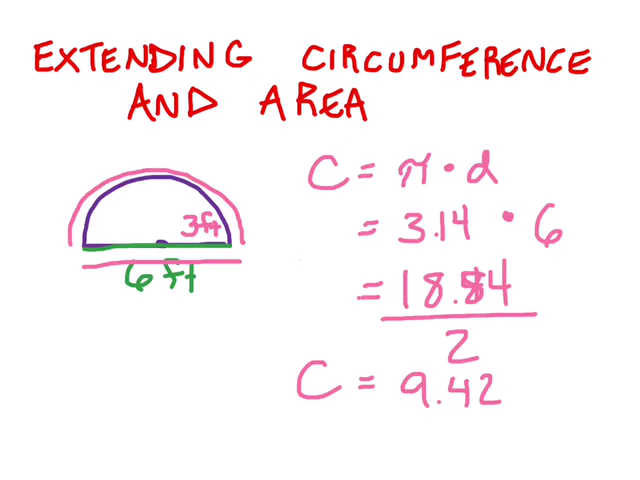 EXTENDING CIRCUMFERENCE
AND AREA
3ft
6 ft
C = π · d
= 3.14 · 6
= 18.84
2
C = 9.42